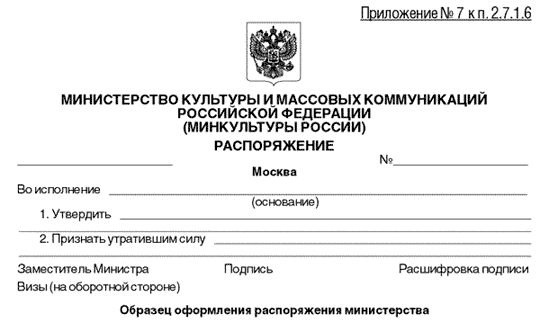 Приложение № 7 к п. 2.7.1.6
МИНИСТЕРСТВО КУЛЬТУРЫ И МАССОВЫХ КОММУНИКАЦИЙ
РОССИЙСКОЙ ФЕДЕРАЦИИ
(МИНКУЛЬТУРЫ РОССИИ)
РАСПОРЯЖЕНИЕ
№
Москва
Во исполнение
(основание)
1. Утвердить
2. Признать утратившим силу
Заместитель Министра Подпись Расшифровка подписи
Визы (на оборотной стороне)
Образец оформления распоряжения министерства